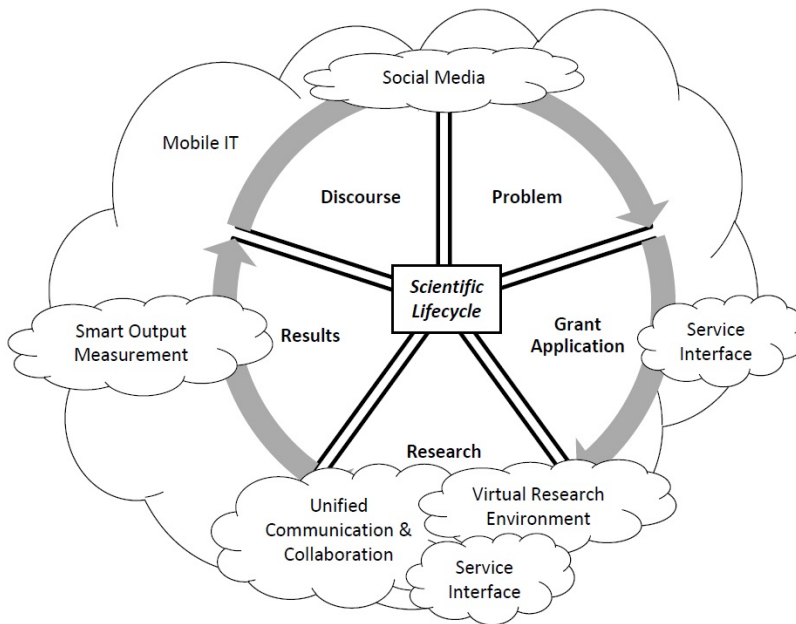 Social Media
Mobile IT
Discourse
Problem
Scientific
Lifecycle
Smart Output
Measurement
Results
Grant
Application
Service
Interface
Research
Unified
Communication &
Collaboration
Virtual Research
Environment
Service
Interface